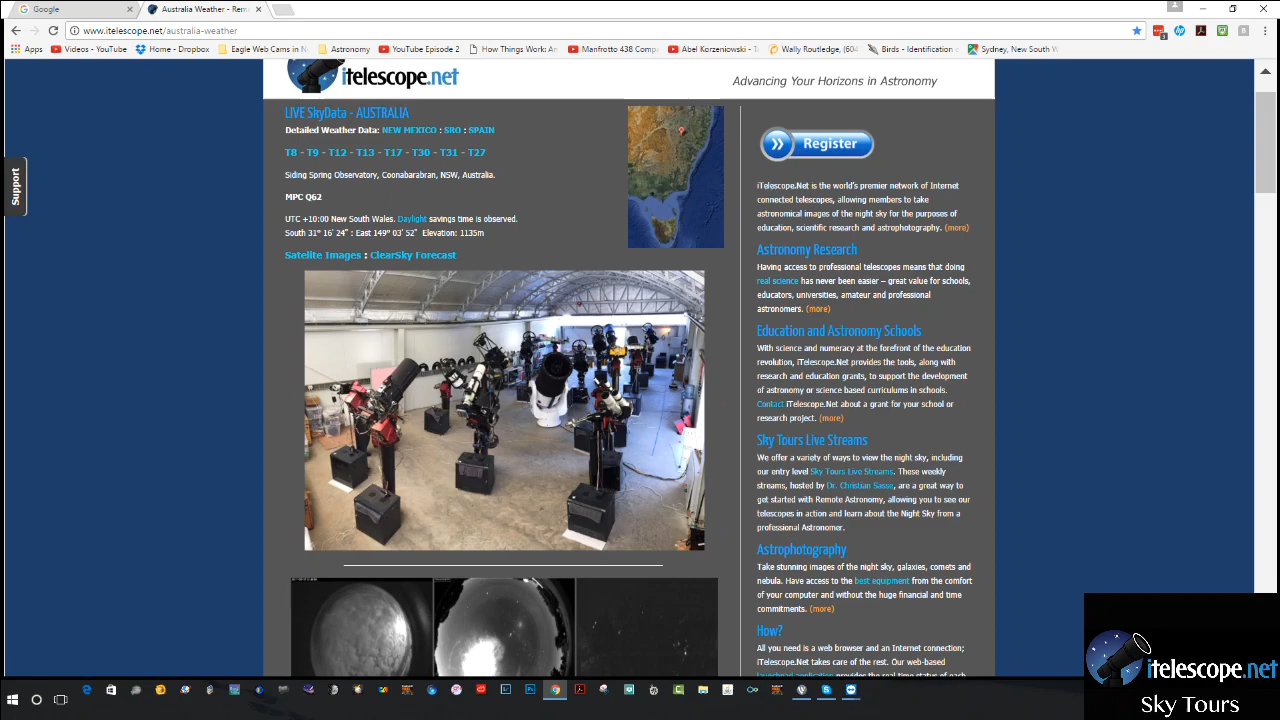 Google
Australia Weather - Rem
www.itelescope.net/australia-weather
Apps
Videos - YouTube
Home - Dropbox
Eagle Web Cams in N
Astronomy
YouTube Episode 2
How Things Work: An
Manfrotto 438 Comp
Abel Korzeniowski - T
Wally Routledge, (604
Birds - Identification
Sydney, New South W
Support
itelescope.net
Advancing Your Horizons in Astronomy
LIVE SkyData - AUSTRALIA
Detailed Weather Data: NEW MEXICO : SRO : SPAIN
T8 - T9 - T12 - T13 - T17 - T30 - T31 - T27
Siding Spring Observatory, Coonabarabran, NSW, Australia.
MPC Q62
UTC +10:00 New South Wales. Daylight savings time is observed.
South 31° 16' 24" : East 149° 03' 52" Elevation: 1135m
Satelite Images : ClearSky Forecast
Register
iTelescope.Net is the world's premier network of Internet
connected telescopes, allowing members to take
astronomical images of the night sky for the purposes of
education, scientific research and astrophotography. (more)
Astronomy Research
Having access to professional telescopes means that doing
real science has never been easier – great value for schools,
educators, universities, amateur and professional
astronomers. (more)
Education and Astronomy Schools
With science and numeracy at the forefront of the education
revolution, iTelescope.Net provides the tools, along with
research and education grants, to support the development
of astronomy or science based curriculums in schools.
Contact iTelescope.Net about a grant for your school or
research project. (more)
Sky Tours Live Streams
We offer a variety of ways to view the night sky, including
our entry level Sky Tours Live Streams. These weekly
streams, hosted by Dr. Christian Sasse, are a great way to
get started with Remote Astronomy, allowing you to see our
telescopes in action and learn about the Night Sky from a
professional Astronomer.
Astrophotography
Take stunning images of the night sky, galaxies, comets and
nebula. Have access to the best equipment from the comfort
of your computer and without the huge financial and time
commitments. (more)
How?
All you need is a web browser and an Internet connection;
iTelescope.Net takes care of the rest. Our web-based
launchpad application provides the real time status of each
itelescope.net
Sky Tours